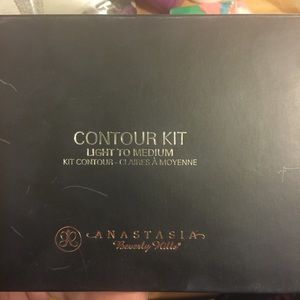 CONTOUR KIT
LIGHT TO MEDIUM
KIT CONTOUR - CLAIRES À MOYENNE
ANASTASIA
Beverly Hills®